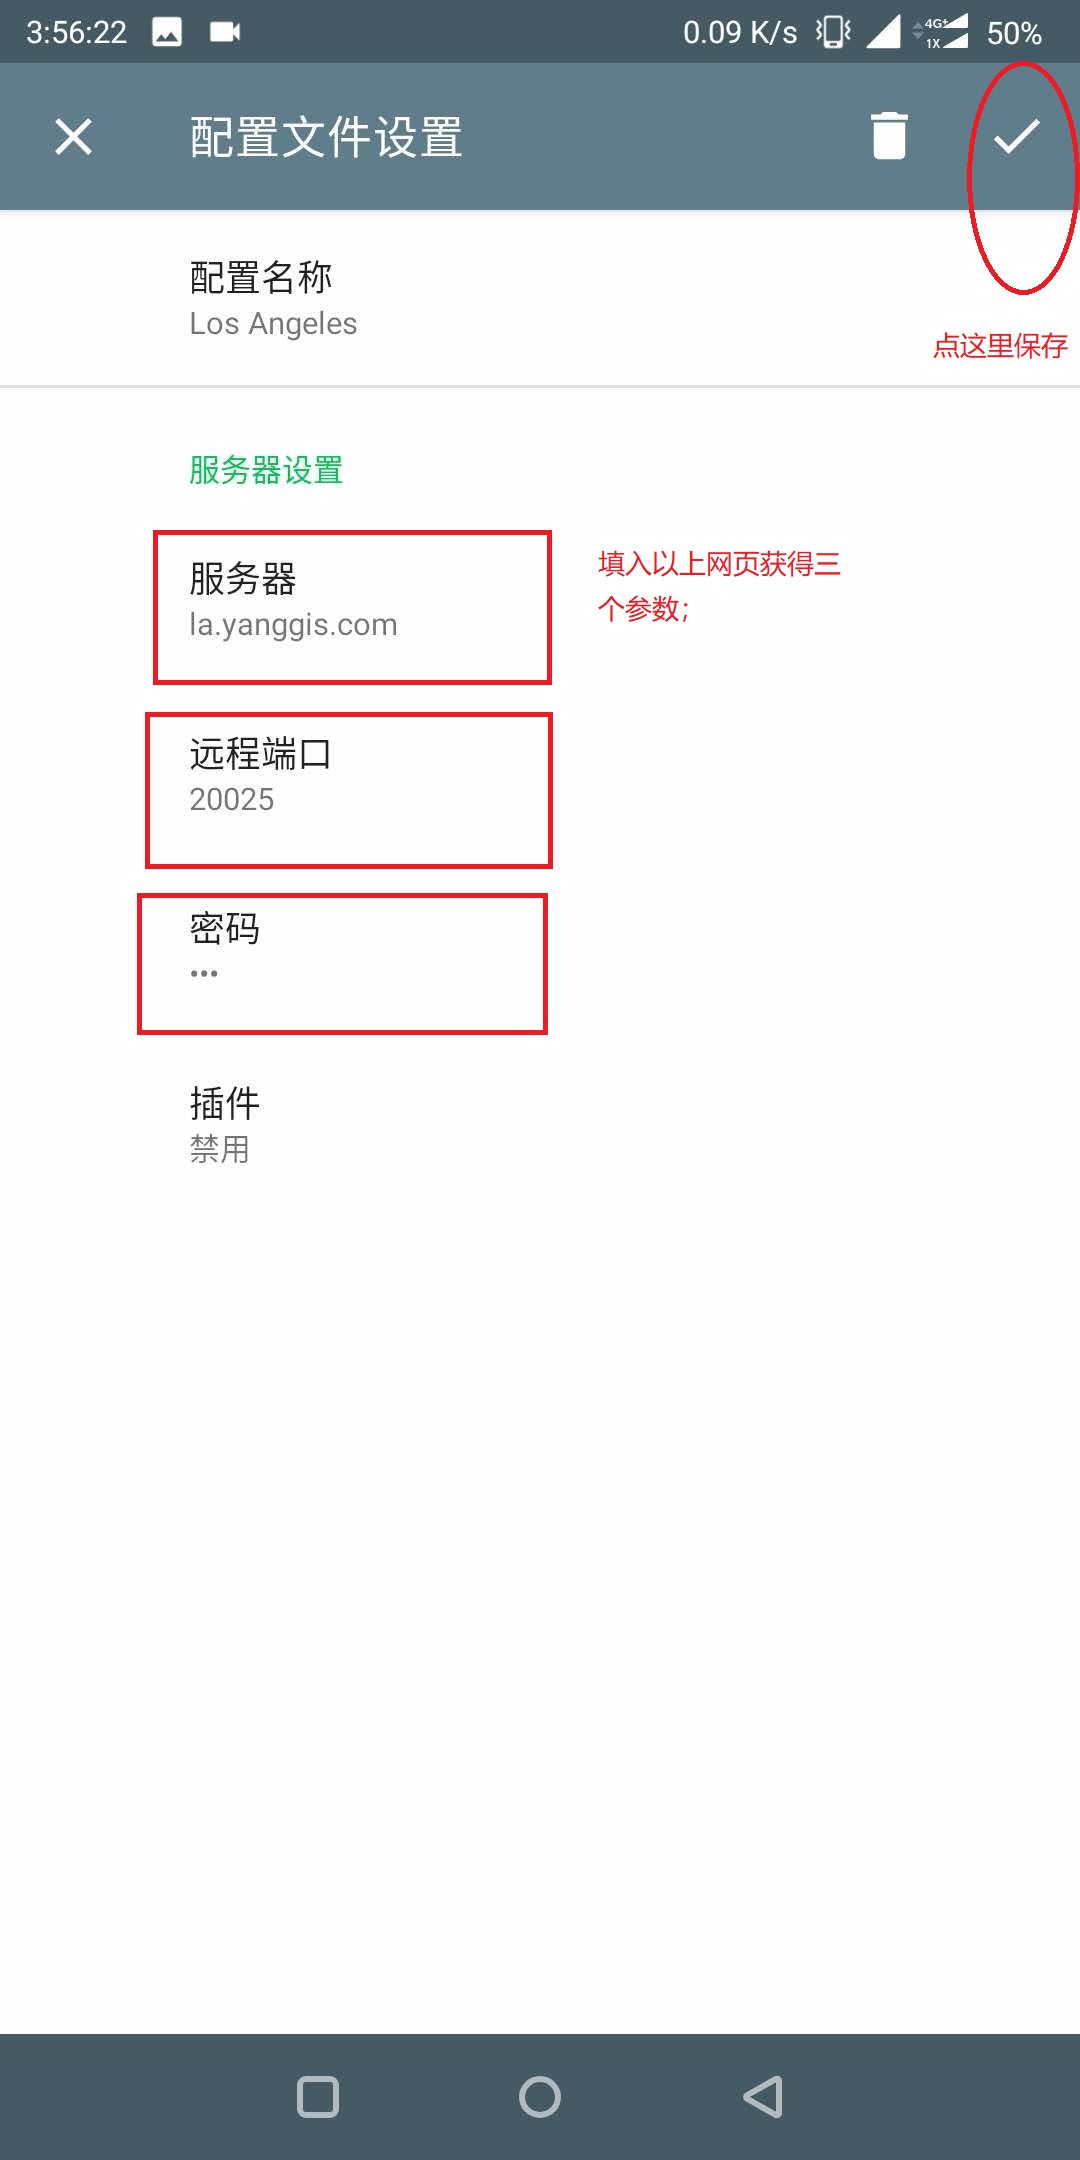 3:56:22 0.09 K/s 4G+ 1X 50%
配置文件设置
配置名称
Los Angeles
点这里保存
服务器设置
服务器
la.yanggis.com
填入以上网页获得三
个参数;
远程端口
20025
密码
•••
插件
禁用